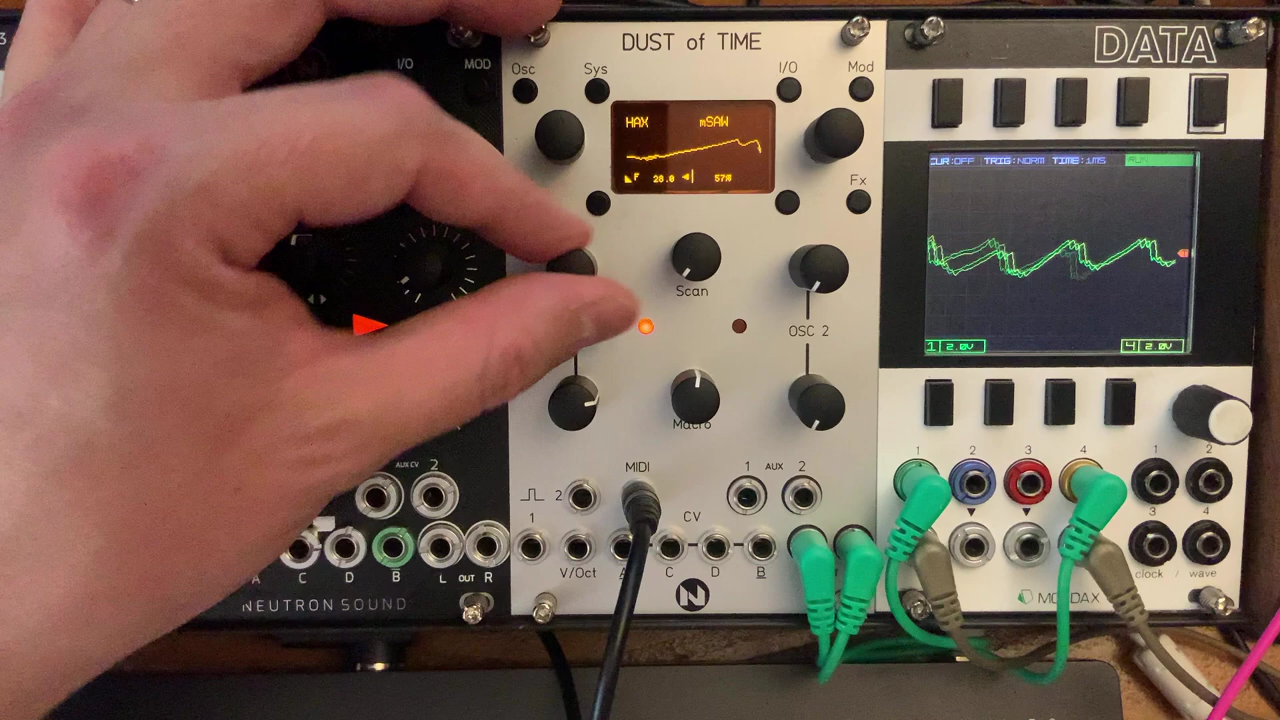 3
I/O
MOD
DUST of TIME
DATA
Osc
Sys
I/O
Mod
HAX mSAW
F 28.0 57%
CUR:OFF TRIG:NORM TIME:1MS RUN
Fx
Scan
OSC 2
1 2.0V
4 2.0V
Macro
AUX CV 2
MIDI
1 AUX 2
1 2 3 4
1 2
2
1
CV
3 4
V/Oct
C D B
C D B L OUT R
clock / wave
NEUTRON SOUND
N